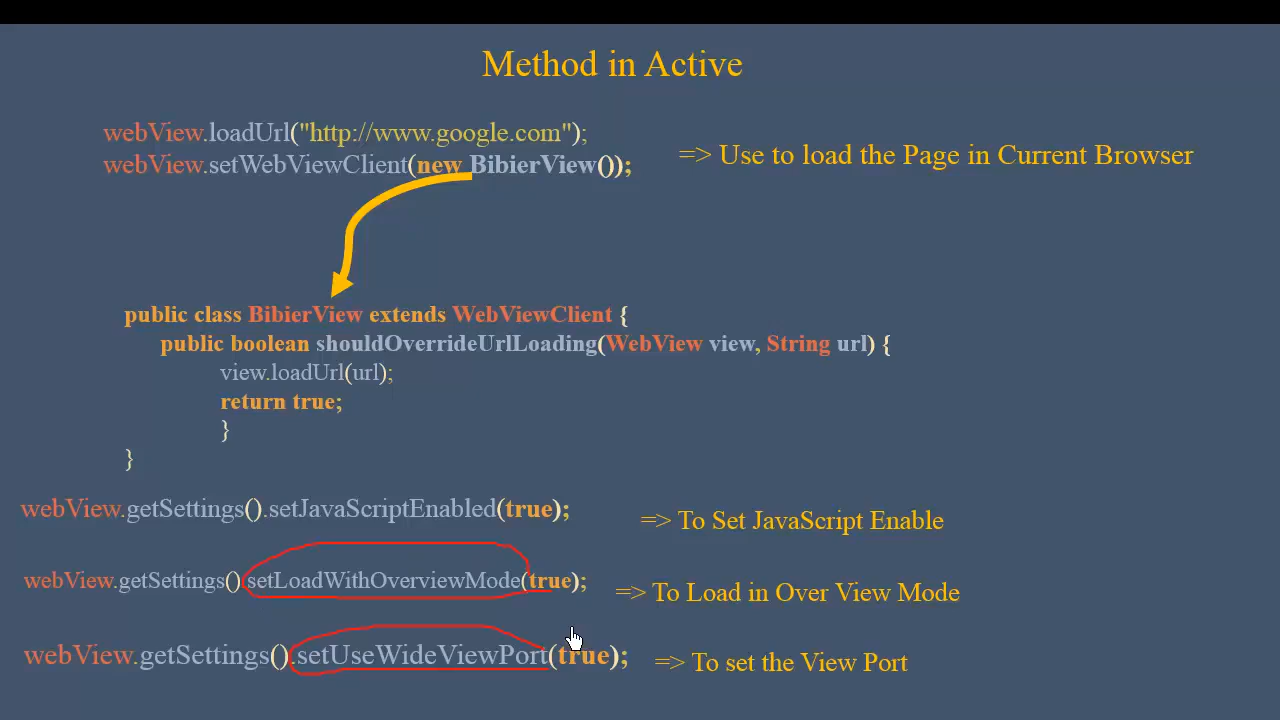 Method in Active
webView.loadUrl("http://www.google.com");
webView.setWebViewClient(new BibierView());
=> Use to load the Page in Current Browser
public class BibierView extends WebViewClient {
public boolean shouldOverrideUrlLoading(WebView view, String url) {
view.loadUrl(url);
return true;
}
}
webView.getSettings().setJavaScriptEnabled(true);
=> To Set JavaScript Enable
webView.getSettings().setLoadWithOverviewMode(true);
=> To Load in Over View Mode
webView.getSettings().setUseWideViewPort(true);
=> To set the View Port